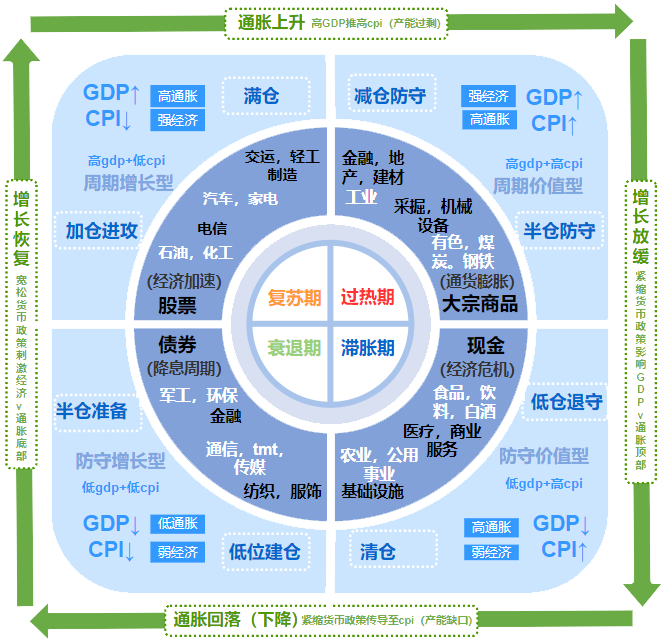 通胀上升 高GDP推高cpi（产能过剩）
GDP↑
CPI↓
高通胀
强经济
满仓
高gdp+低cpi
周期增长型
加仓进攻
交运，轻工
制造
汽车，家电
电信
石油，化工
(经济加速)
股票
减仓防守
强经济
高通胀
GDP↑
CPI↑
高gdp+高cpi
周期价值型
半仓防守
金融，地
产，建材
工业
采掘，机械
设备
有色，煤
炭。钢铁
(通货膨胀)
大宗商品
复苏期
过热期
衰退期
滞胀期
增长恢复 宽松货币政策刺激经济v通胀底部
增长放缓 紧缩货币政策影响GDPv通胀顶部
债券
(降息周期)
军工，环保
金融
通信，tmt，
传媒
纺织，服饰
半仓准备
防守增长型
低gdp+低cpi
GDP↓
CPI↓
低通胀
弱经济
低位建仓
现金
(经济危机)
食品，饮
料，白酒
医疗，商业
服务
农业，公用
事业
基础设施
低仓退守
防守价值型
低gdp+高cpi
清仓
高通胀
弱经济
GDP↓
CPI↑
通胀回落（下降）紧缩货币政策传导至cpi（产能缺口）